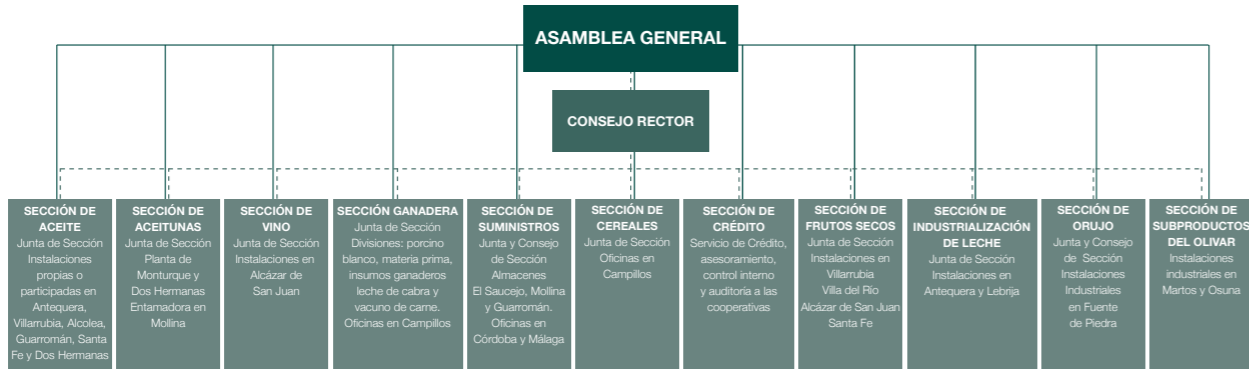 ASAMBLEA GENERAL
CONSEJO RECTOR
SECCIÓN DE
ACEITE
Junta de Sección
Instalaciones
propias o
participadas en
Antequera,
Villarrubia, Alcolea,
Guarromán, Santa
Fe y Dos Hermanas
SECCIÓN DE
ACEITUNAS
Junta de Sección
Planta de
Monturque y
Dos Hermanas
Entamadora en
Mollina
SECCIÓN DE
VINO
Junta de Sección
Instalaciones en
Alcázar de
San Juan
SECCIÓN GANADERA
Junta de Sección
Divisiones: porcino
blanco, materia prima,
insumos ganaderos
leche de cabra y
vacuno de carne.
Oficinas en Campillos
SECCIÓN DE
SUMINISTROS
Junta y Consejo
de Sección
Almacenes
El Saucejo, Mollina
y Guarromán.
Oficinas en
Córdoba y Málaga
SECCIÓN DE
CEREALES
Junta de Sección
Oficinas en
Campillos
SECCIÓN DE
CRÉDITO
Servicio de Crédito,
asesoramiento,
control interno
y auditoría a las
cooperativas
SECCIÓN DE
FRUTOS SECOS
Junta de Sección
Instalaciones en
Villarrubia
Villa del Río
Alcázar de San Juan
Santa Fe
SECCIÓN DE
INDUSTRIALIZACIÓN
DE LECHE
Junta de Sección
Instalaciones en
Antequera y Lebrija
SECCIÓN DE
ORUJO
Junta y Consejo
de Sección
Instalaciones
Industriales
en Fuente
de Piedra
SECCIÓN DE
SUBPRODUCTOS
DEL OLIVAR
Instalaciones
industriales en
Martos y Osuna